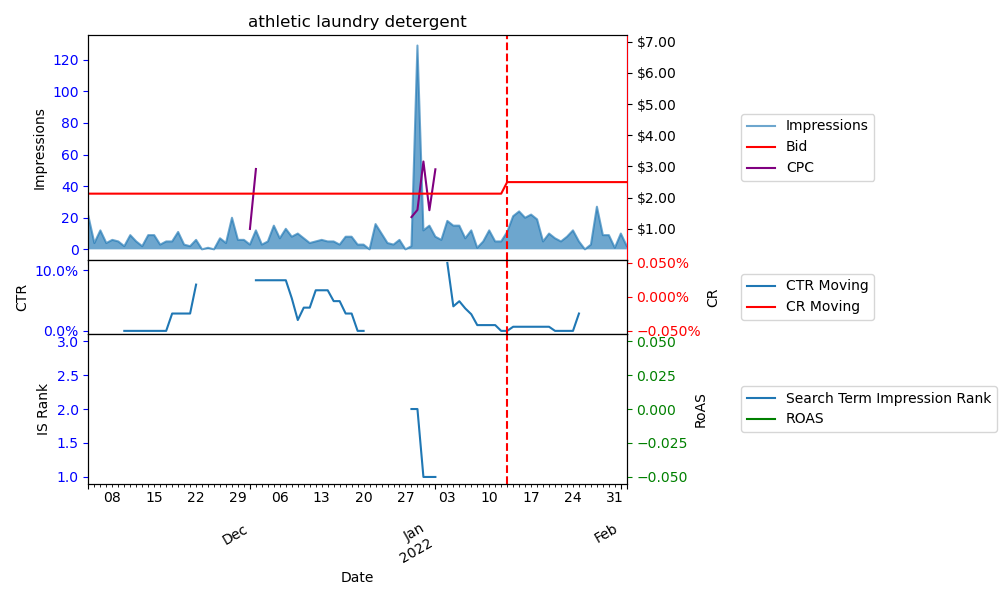 athletic laundry detergent
Impressions
120
100
80
60
40
20
0
$7.00
$6.00
$5.00
$4.00
$3.00
$2.00
$1.00
Impressions
Bid
CPC
CTR
10.0%
0.0%
0.050%
0.000%
−0.050%
CR
CTR Moving
CR Moving
IS Rank
3.0
2.5
2.0
1.5
1.0
0.050
0.025
0.000
−0.025
−0.050
RoAS
Search Term Impression Rank
ROAS
08 15 22 29 06 13 20 27 03 10 17 24 31
Dec Jan Feb
2022
Date